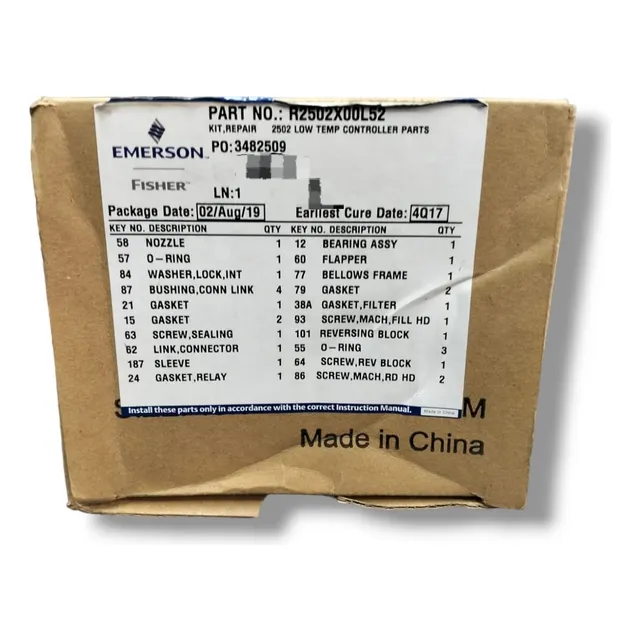 PART NO.: R2502X00L52
KIT,REPAIR 2502 LOW TEMP CONTROLLER PARTS
EMERSON™
PO:3482509
FISHER™
LN:1
Package Date: 02/Aug/19 Earliest Cure Date: 4Q17
KEY NO. DESCRIPTION QTY KEY NO. DESCRIPTION QTY
58 NOZZLE 1 12 BEARING ASSY 1
57 O-RING 1 60 FLAPPER 1
84 WASHER,LOCK,INT 1 77 BELLOWS FRAME 1
87 BUSHING,CONN LINK 4 79 GASKET 2
21 GASKET 1 38A GASKET,FILTER 1
15 GASKET 2 93 SCREW,MACH,FILL HD 1
63 SCREW,SEALING 1 101 REVERSING BLOCK 1
62 LINK,CONNECTOR 1 55 O-RING 3
187 SLEEVE 1 64 SCREW,REV BLOCK 1
24 GASKET,RELAY 1 86 SCREW,MACH,RD HD 2
Install these parts only in accordance with the correct Instruction Manual. Made in China
M
Made in China